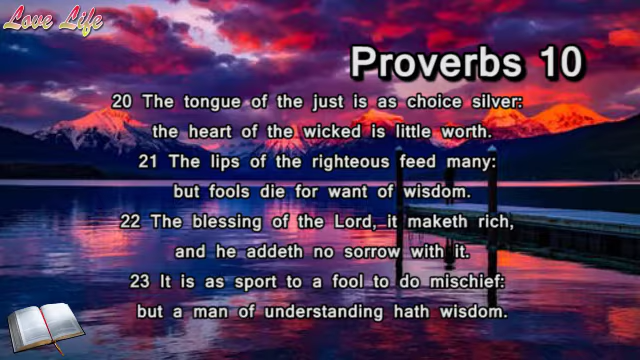 Love Life
Proverbs 10
20 The tongue of the just is as choice silver:
the heart of the wicked is little worth.
21 The lips of the righteous feed many:
but fools die for want of wisdom.
22 The blessing of the Lord, it maketh rich,
and he addeth no sorrow with it.
23 It is as sport to a fool to do mischief:
but a man of understanding hath wisdom.